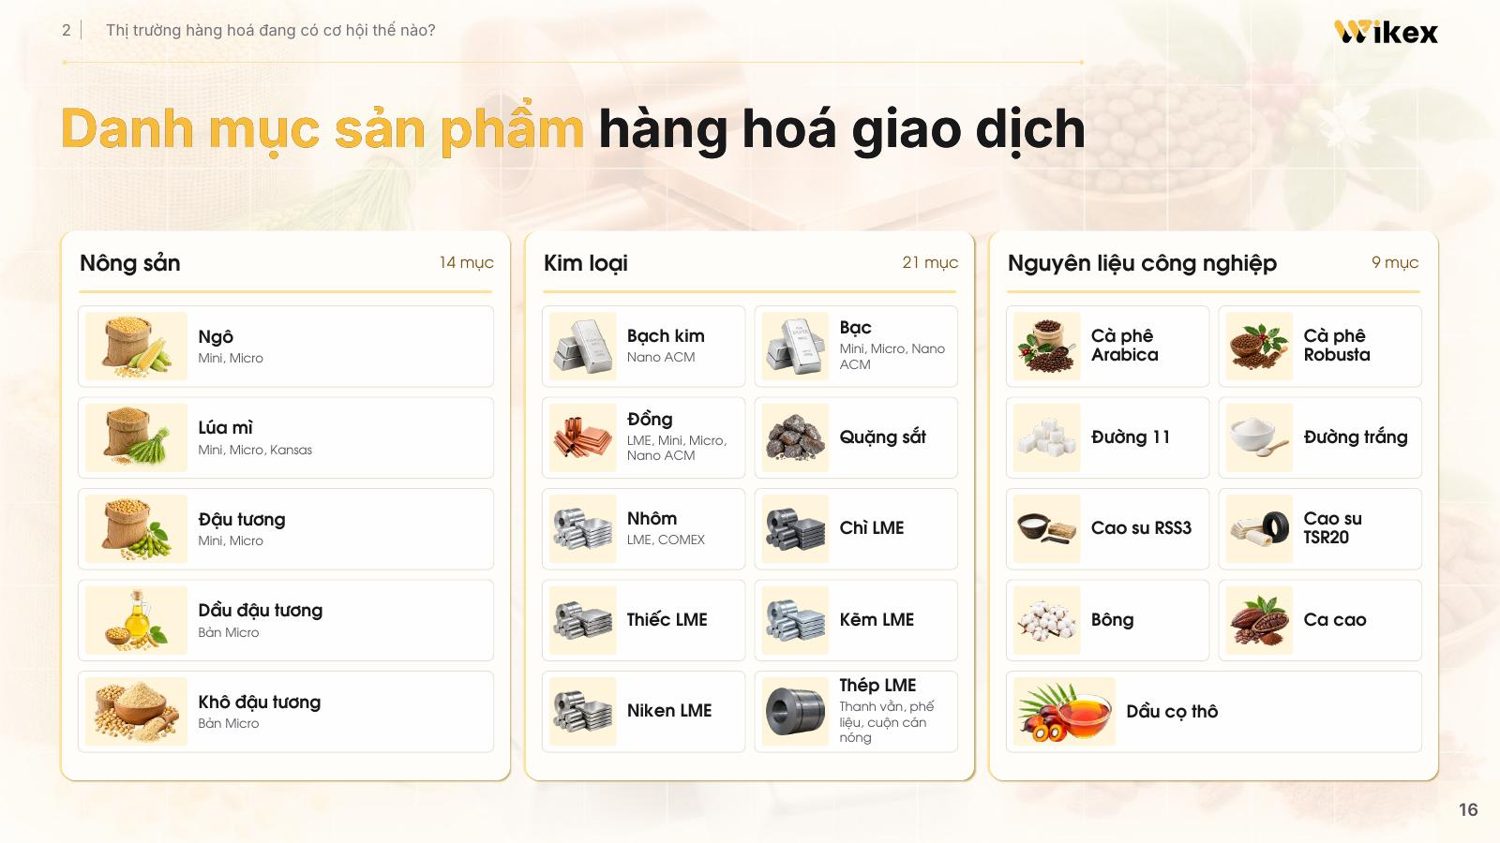 2
Thị trường hàng hoá đang có cơ hội thế nào?
Wikex
Danh mục sản phẩm hàng hoá giao dịch
Nông sản
14 mục
Ngô
Mini, Micro
Lúa mì
Mini, Micro, Kansas
Đậu tương
Mini, Micro
Dầu đậu tương
Bản Micro
Khô đậu tương
Bản Micro
Kim loại
21 mục
Bạch kim
Nano ACM
Bạc
Mini, Micro, Nano
ACM
Đồng
LME, Mini, Micro,
Nano ACM
Quặng sắt
Nhôm
LME, COMEX
Chì LME
Thiếc LME
Kẽm LME
Niken LME
Thép LME
Thanh vằn, phế
liệu, cuộn cán
nóng
Nguyên liệu công nghiệp
9 mục
Cà phê
Arabica
Cà phê
Robusta
Đường 11
Đường trắng
Cao su RSS3
Cao su
TSR20
Bông
Ca cao
Dầu cọ thô
16